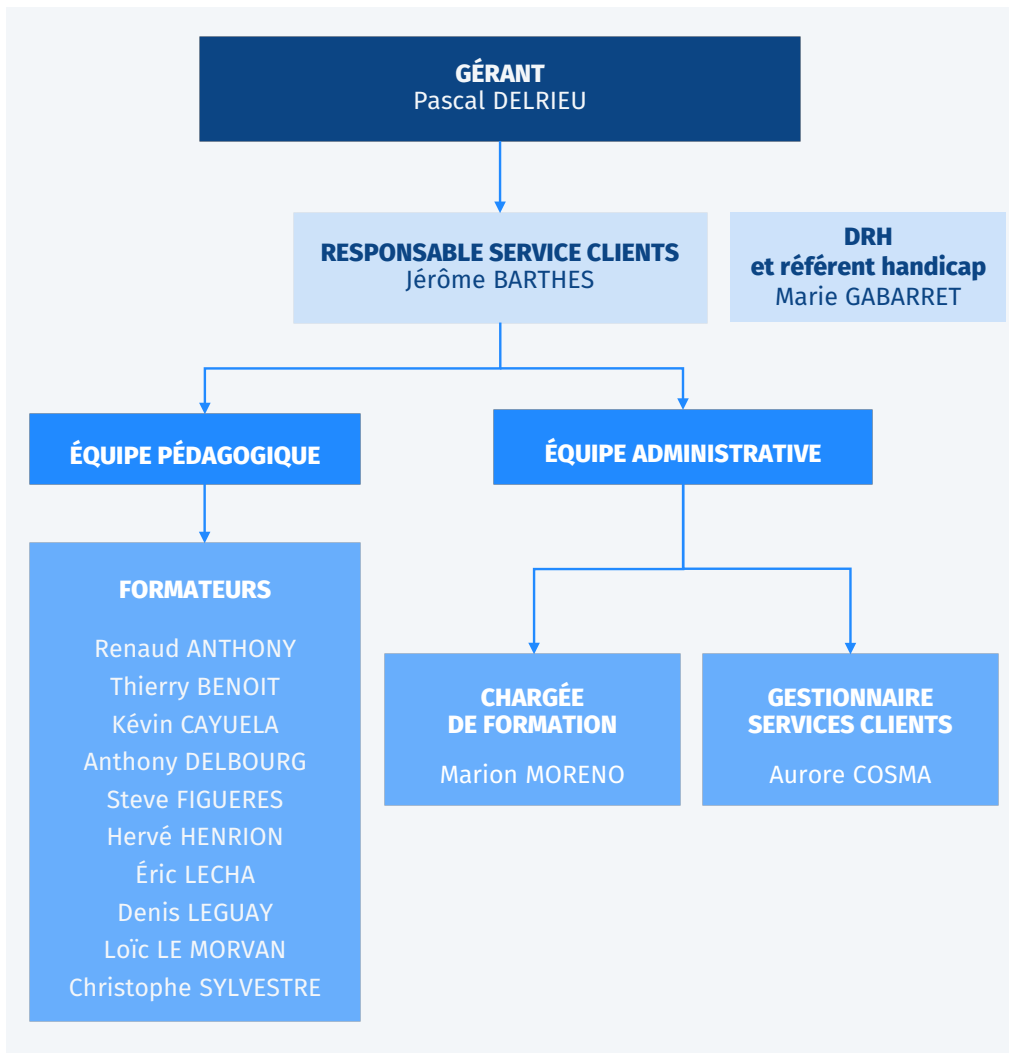 GÉRANT
Pascal DELRIEU
RESPONSABLE SERVICE CLIENTS
Jérôme BARTHES
DRH
et référent handicap
Marie GABARRET
ÉQUIPE PÉDAGOGIQUE
ÉQUIPE ADMINISTRATIVE
FORMATEURS
Renaud ANTHONY
Thierry BENOIT
Kévin CAYUELA
Anthony DELBOURG
Steve FIGUERES
Hervé HENRION
Éric LECHA
Denis LEGUAY
Loïc LE MORVAN
Christophe SYLVESTRE
CHARGÉE
DE FORMATION
Marion MORENO
GESTIONNAIRE
SERVICES CLIENTS
Aurore COSMA